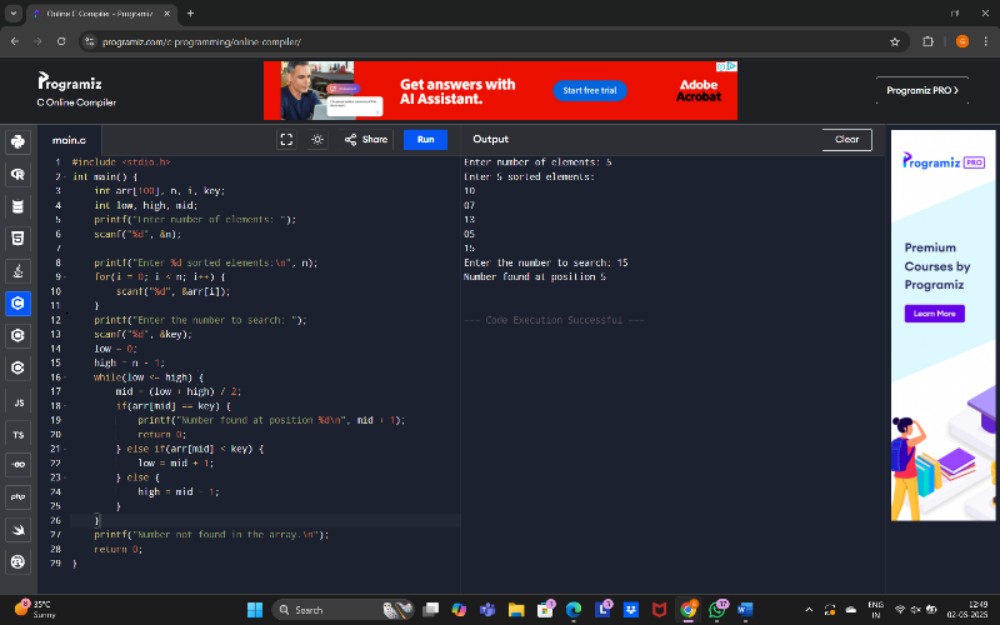 Online C Compiler - Programiz
programiz.com/c-programming/online-compiler/
Programiz
C Online Compiler
Get answers with
AI Assistant.
Start free trial
Adobe
Acrobat
Programiz PRO >
main.c
Share
Run
Output
Clear
1 #include <stdio.h>
2 int main() {
3 int arr[100], n, i, key;
4 int low, high, mid;
5 printf("Enter number of elements: ");
6 scanf("%d", &n);
7
8 printf("Enter %d sorted elements:\n", n);
9 for(i = 0; i < n; i++) {
10 scanf("%d", &arr[i]);
11 }
12 printf("Enter the number to search: ");
13 scanf("%d", &key);
14 low = 0;
15 high = n - 1;
16 while(low <= high) {
17 mid = (low + high) / 2;
18 if(arr[mid] == key) {
19 printf("Number found at position %d\n", mid + 1);
20 return 0;
21 } else if(arr[mid] < key) {
22 low = mid + 1;
23 } else {
24 high = mid - 1;
25 }
26 }
27 printf("Number not found in the array.\n");
28 return 0;
29 }
Enter number of elements: 5
Enter 5 sorted elements:
10
07
13
05
15
Enter the number to search: 15
Number found at position 5
--- Code Execution Successful ---
JS
TS
php
Programiz PRO
Premium
Courses by
Programiz
Learn More
35°C
Sunny
Search
ENG
IN
12:49
02-05-2025